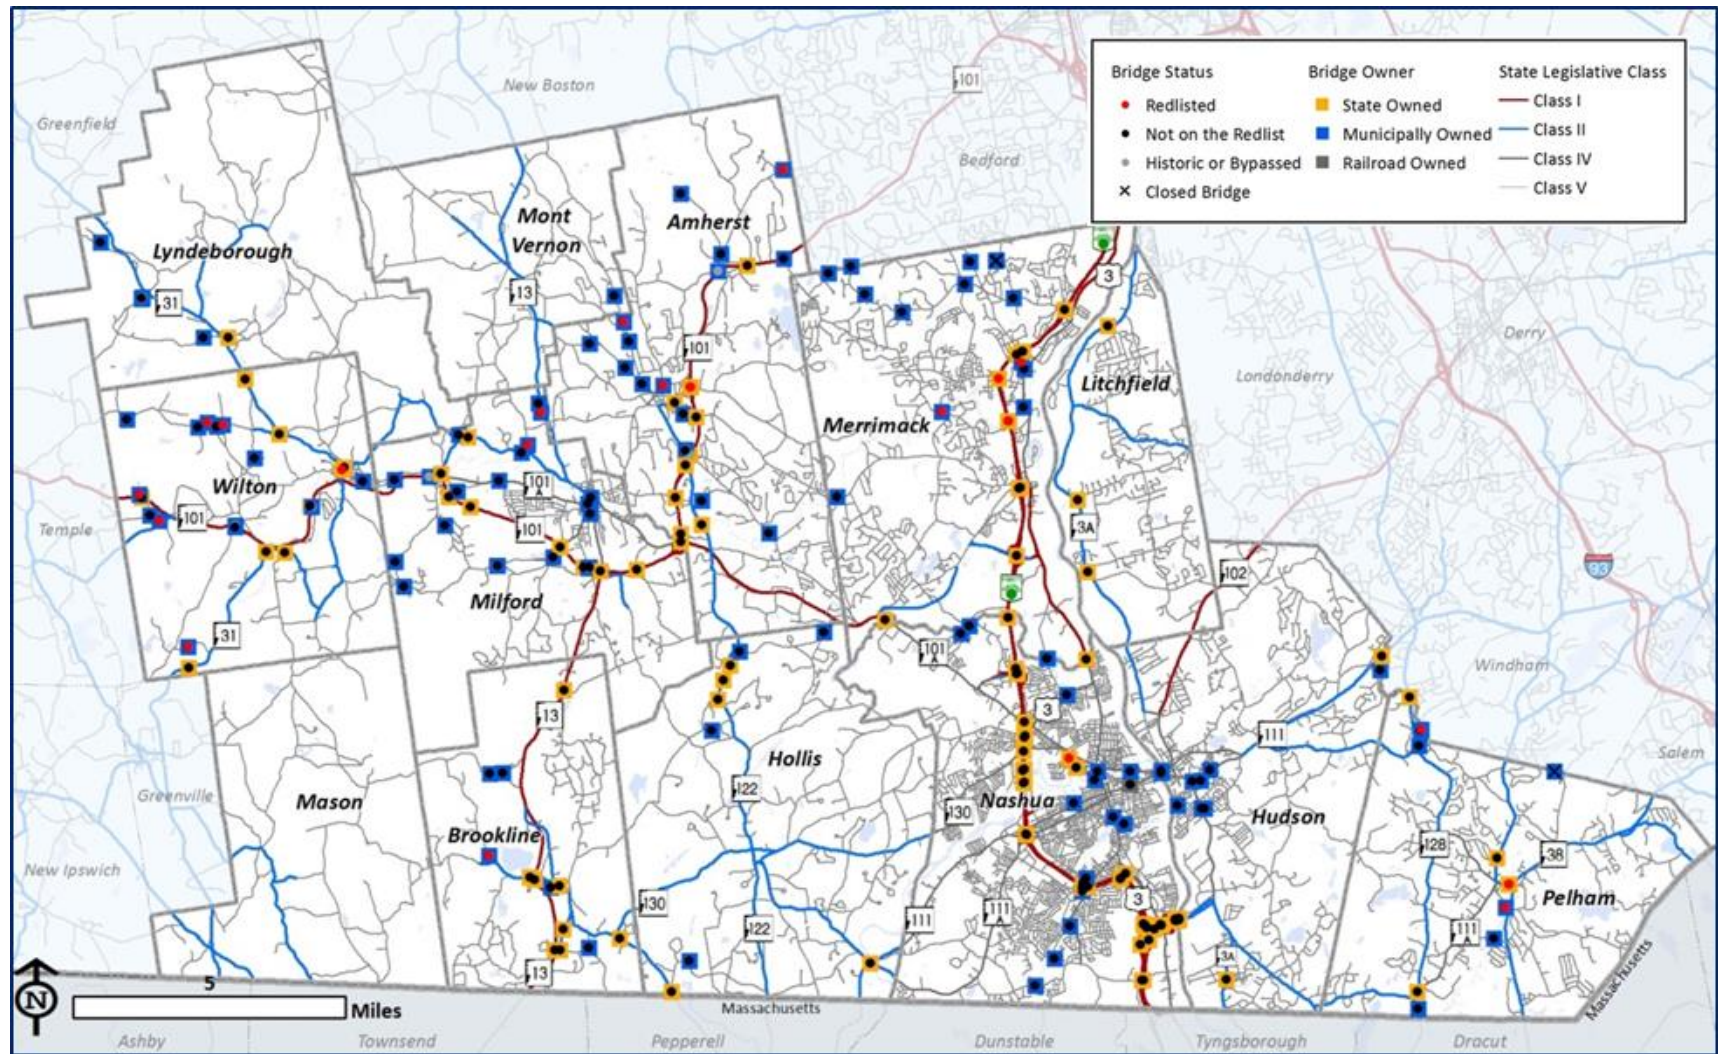 New Boston
Greenfield
101
Bedford
Bridge Status
Redlisted
Not on the Redlist
Historic or Bypassed
Closed Bridge
Bridge Owner
State Owned
Municipally Owned
Railroad Owned
State Legislative Class
Class I
Class II
Class IV
Class V
Lyndeborough
Mont
Vernon
Amherst
31
13
3
101
Derry
Londonderry
Litchfield
Merrimack
Wilton
101
A
101
101
Temple
3A
93
102
Milford
31
101
A
Windham
13
3
111
Hollis
Salem
122
Greenville
Mason
Nashua
130
Hudson
Brookline
128
38
New Ipswich
130
111
111
A
3
Pelham
122
111
A
3A
13
5
N
Miles
Massachusetts
Massachusetts
Ashby
Townsend
Pepperell
Dunstable
Tyngsborough
Dracut